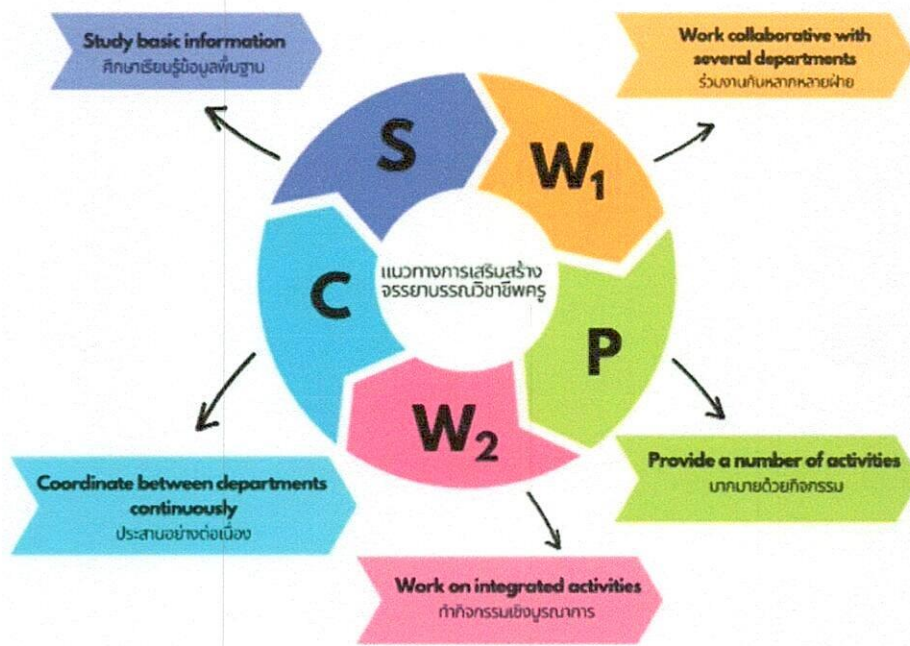 Study basic information
ศึกษาเรียนรู้ข้อมูลพื้นฐาน
Work collaborative with
several departments
ร่วมงานกับหลากหลายฝ่าย
S
W₁
C
แนวทางการเสริมสร้าง
จรรยาบรรณวิชาชีพครู
P
W₂
Provide a number of activities
มากมายด้วยกิจกรรม
Coordinate between departments
continuously
ประสานอย่างต่อเนื่อง
Work on integrated activities
ทำกิจกรรมเชิงบูรณาการ